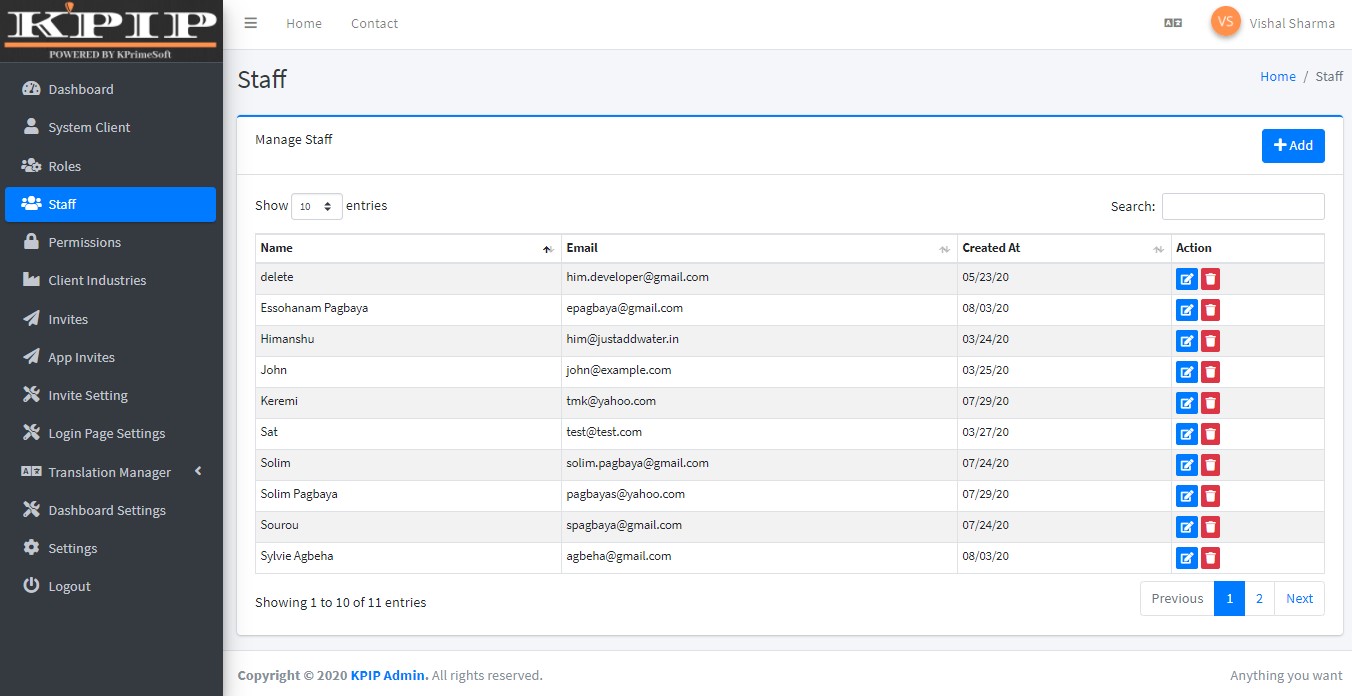 KPIP
POWERED BY KPrimeSoft
Home Contact
VS Vishal Sharma
Dashboard
System Client
Roles
Staff
Permissions
Client Industries
Invites
App Invites
Invite Setting
Login Page Settings
Translation Manager
Dashboard Settings
Settings
Logout
Staff
Home / Staff
Manage Staff
Add
Show 10 entries
Search:
Name Email Created At Action
delete him.developer@gmail.com 05/23/20
Essohanam Pagbaya epagbaya@gmail.com 08/03/20
Himanshu him@justaddwater.in 03/24/20
John john@example.com 03/25/20
Keremi tmk@yahoo.com 07/29/20
Sat test@test.com 03/27/20
Solim solim.pagbaya@gmail.com 07/24/20
Solim Pagbaya pagbayas@yahoo.com 07/29/20
Sourou spagbaya@gmail.com 07/24/20
Sylvie Agbeha agbeha@gmail.com 08/03/20
Showing 1 to 10 of 11 entries
Previous 1 2 Next
Copyright © 2020 KPIP Admin. All rights reserved.
Anything you want